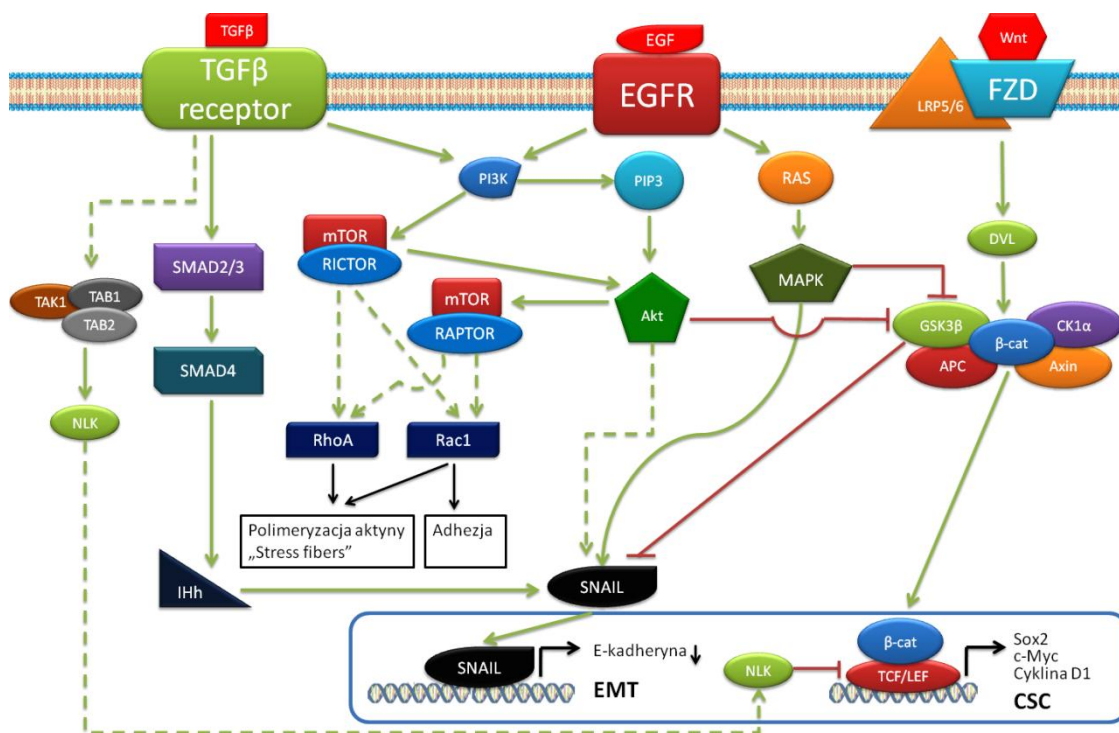 TGFβ
TGFβ
receptor
EGF
EGFR
Wnt
LRP5/6
FZD
PI3K
PIP3
RAS
DVL
mTOR
RICTOR
SMAD2/3
MAPK
TAK1
TAB1
TAB2
mTOR
RAPTOR
Akt
GSK3β
CK1α
β-cat
APC
Axin
SMAD4
NLK
RhoA
Rac1
Polimeryzacja aktyny
„Stress fibers”
Adhezja
IHh
SNAIL
SNAIL
E-kadheryna
EMT
NLK
β-cat
TCF/LEF
Sox2
c-Myc
Cyklina D1
CSC